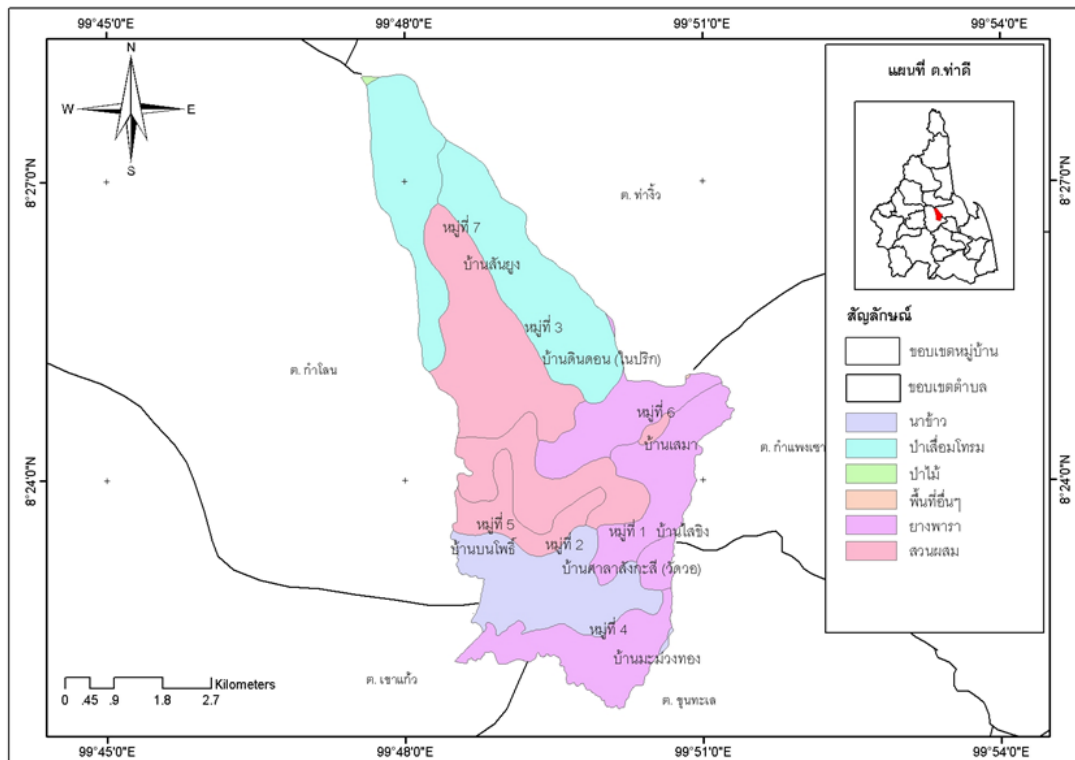 99°45'0"E
99°48'0"E
99°51'0"E
99°54'0"E
N
W
E
S
8°27'0"N
8°27'0"N
8°24'0"N
8°24'0"N
แผนที่ ต.ท่าดี
ต. ท่างิ้ว
หมู่ที่ 7
บ้านสันยูง
หมู่ที่ 3
บ้านดินดอน (ในปริก)
ต. กำโลน
หมู่ที่ 6
บ้านเสมา
ต. กำแพงเซา
หมู่ที่ 5
บ้านบนโพธิ์
หมู่ที่ 2
หมู่ที่ 1
บ้านไสขิง
บ้านศาลาสังกะสี (วัดวอ)
หมู่ที่ 4
บ้านมะม่วงทอง
ต. เขาแก้ว
ต. ขุนทะเล
สัญลักษณ์
ขอบเขตหมู่บ้าน
ขอบเขตตำบล
นาข้าว
ป่าเสื่อมโทรม
ป่าไม้
พื้นที่อื่นๆ
ยางพารา
สวนผสม
Kilometers
0 .45 .9 1.8 2.7
99°45'0"E
99°48'0"E
99°51'0"E
99°54'0"E